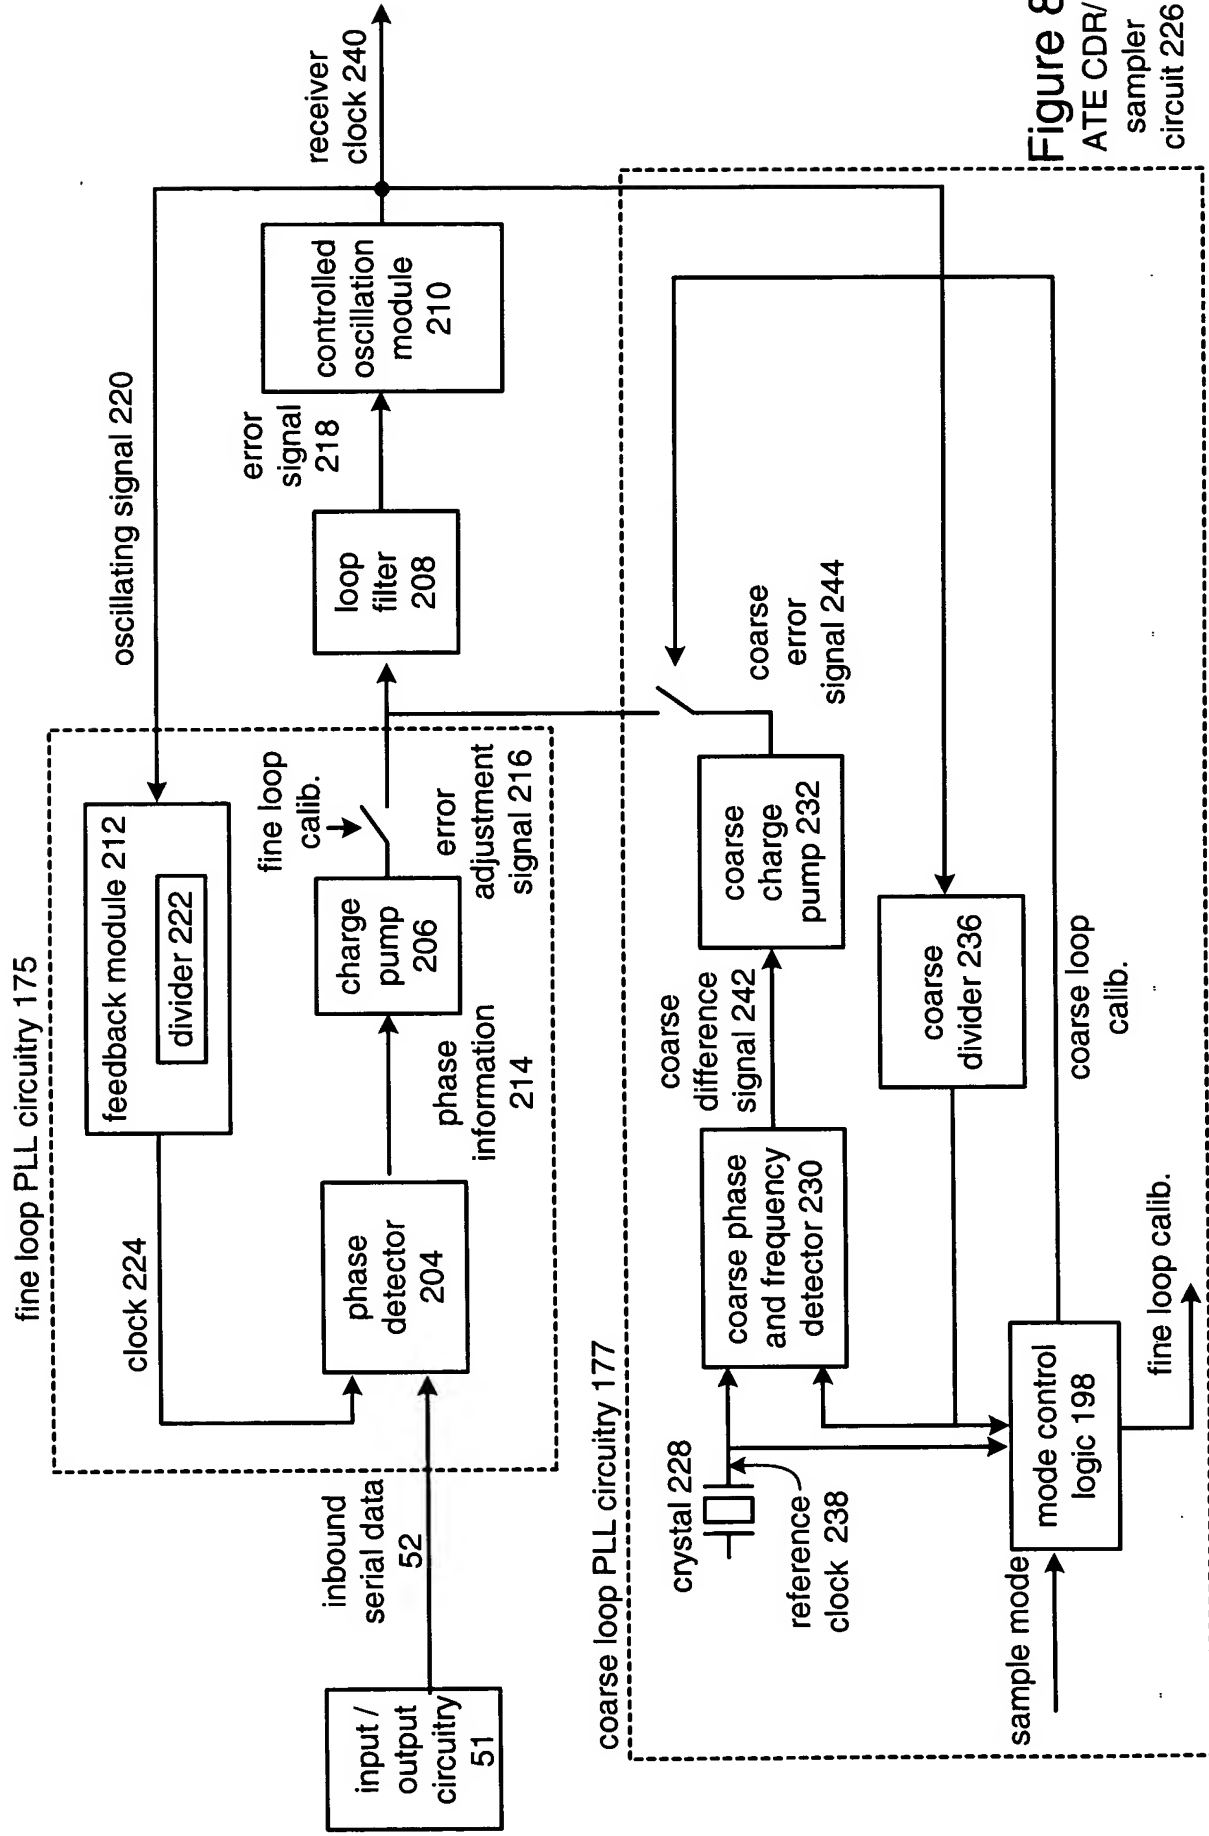 fine loop PLL circuitry 175
feedback module 212
divider 222
oscillating signal 220
clock 224
fine loop
calib.
error
signal
218
receiver
clock 240
input /
output
circuitry
51
inbound
serial data
52
phase
detector
204
phase
information
214
charge
pump
206
error
adjustment
signal 216
loop
filter
208
controlled
oscillation
module
210
coarse loop PLL circuitry 177
crystal 228
reference
clock 238
coarse phase
and frequency
detector 230
coarse
difference
signal 242
coarse
charge
pump 232
coarse
error
signal 244
coarse
divider 236
sample mode
mode control
logic 198
coarse loop
calib.
fine loop calib.
Figure 8
ATE CDR/
sampler
circuit 226